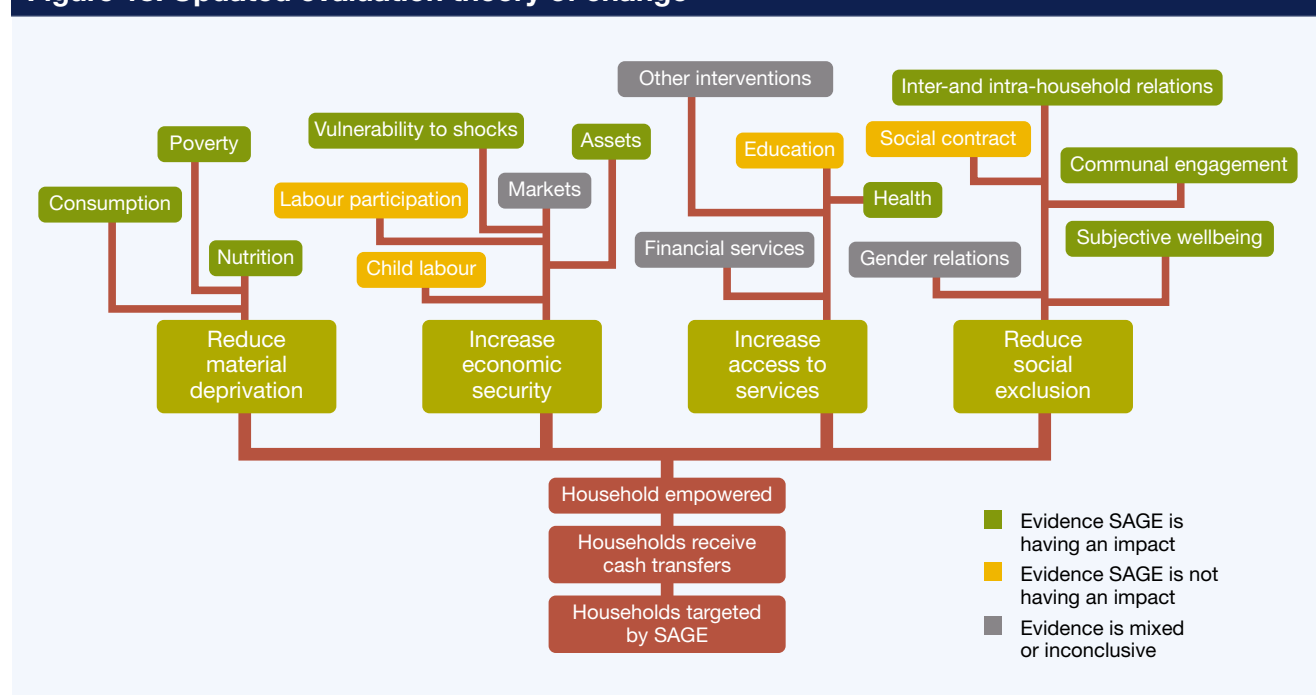 Other interventions
Inter-and intra-household relations
Vulnerability to shocks
Social contract
Poverty
Assets
Education
Communal engagement
Markets
Consumption
Labour participation
Health
Subjective wellbeing
Financial services
Nutrition
Gender relations
Child labour
Reduce
material
deprivation
Increase
economic
security
Increase
access to
services
Reduce
social
exclusion
Household empowered
Households receive
cash transfers
Households targeted
by SAGE
Evidence SAGE is
having an impact
Evidence SAGE is not
having an impact
Evidence is mixed
or inconclusive